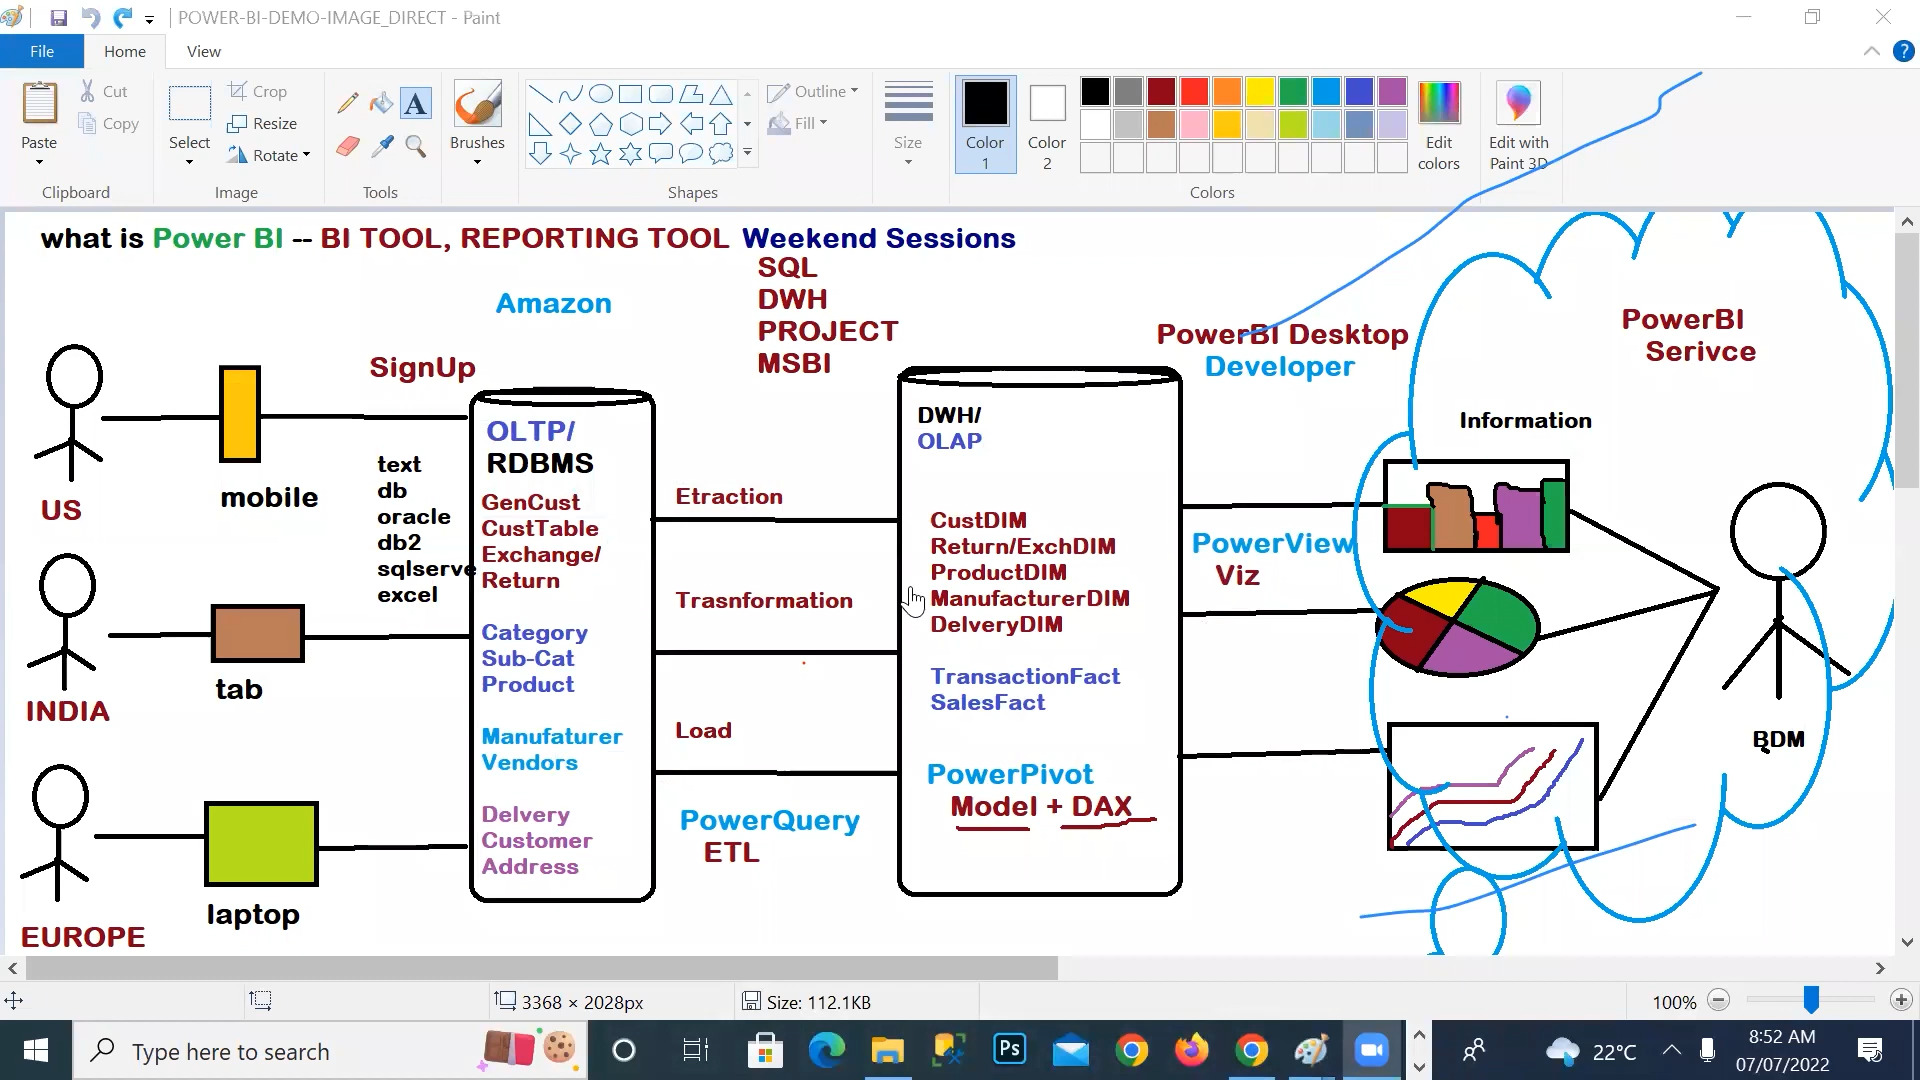 POWER-BI-DEMO-IMAGE_DIRECT - Paint
File Home View
Paste
Cut
Copy
Clipboard
Select
Crop
Resize
Rotate
Image
Tools
Brushes
Shapes
Outline
Fill
Size
Color 1
Color 2
Edit colors
Colors
Edit with Paint 3D
what is Power BI -- BI TOOL, REPORTING TOOL Weekend Sessions
SQL
DWH
PROJECT
MSBI
Amazon
SignUp
US
mobile
INDIA
tab
EUROPE
laptop
text
db
oracle
db2
sqlserve
excel
OLTP/
RDBMS
GenCust
CustTable
Exchange/
Return
Category
Sub-Cat
Product
Manufaturer
Vendors
Delvery
Customer
Address
Etraction
Trasnformation
Load
PowerQuery
ETL
DWH/
OLAP
CustDIM
Return/ExchDIM
ProductDIM
ManufacturerDIM
DelveryDIM
TransactionFact
SalesFact
PowerPivot
Model + DAX
PowerBI Desktop
Developer
PowerView
Viz
PowerBI
Serivce
Information
BDM
3368 × 2028px
Size: 112.1KB
100%
Type here to search
Ps
22°C
8:52 AM
07/07/2022